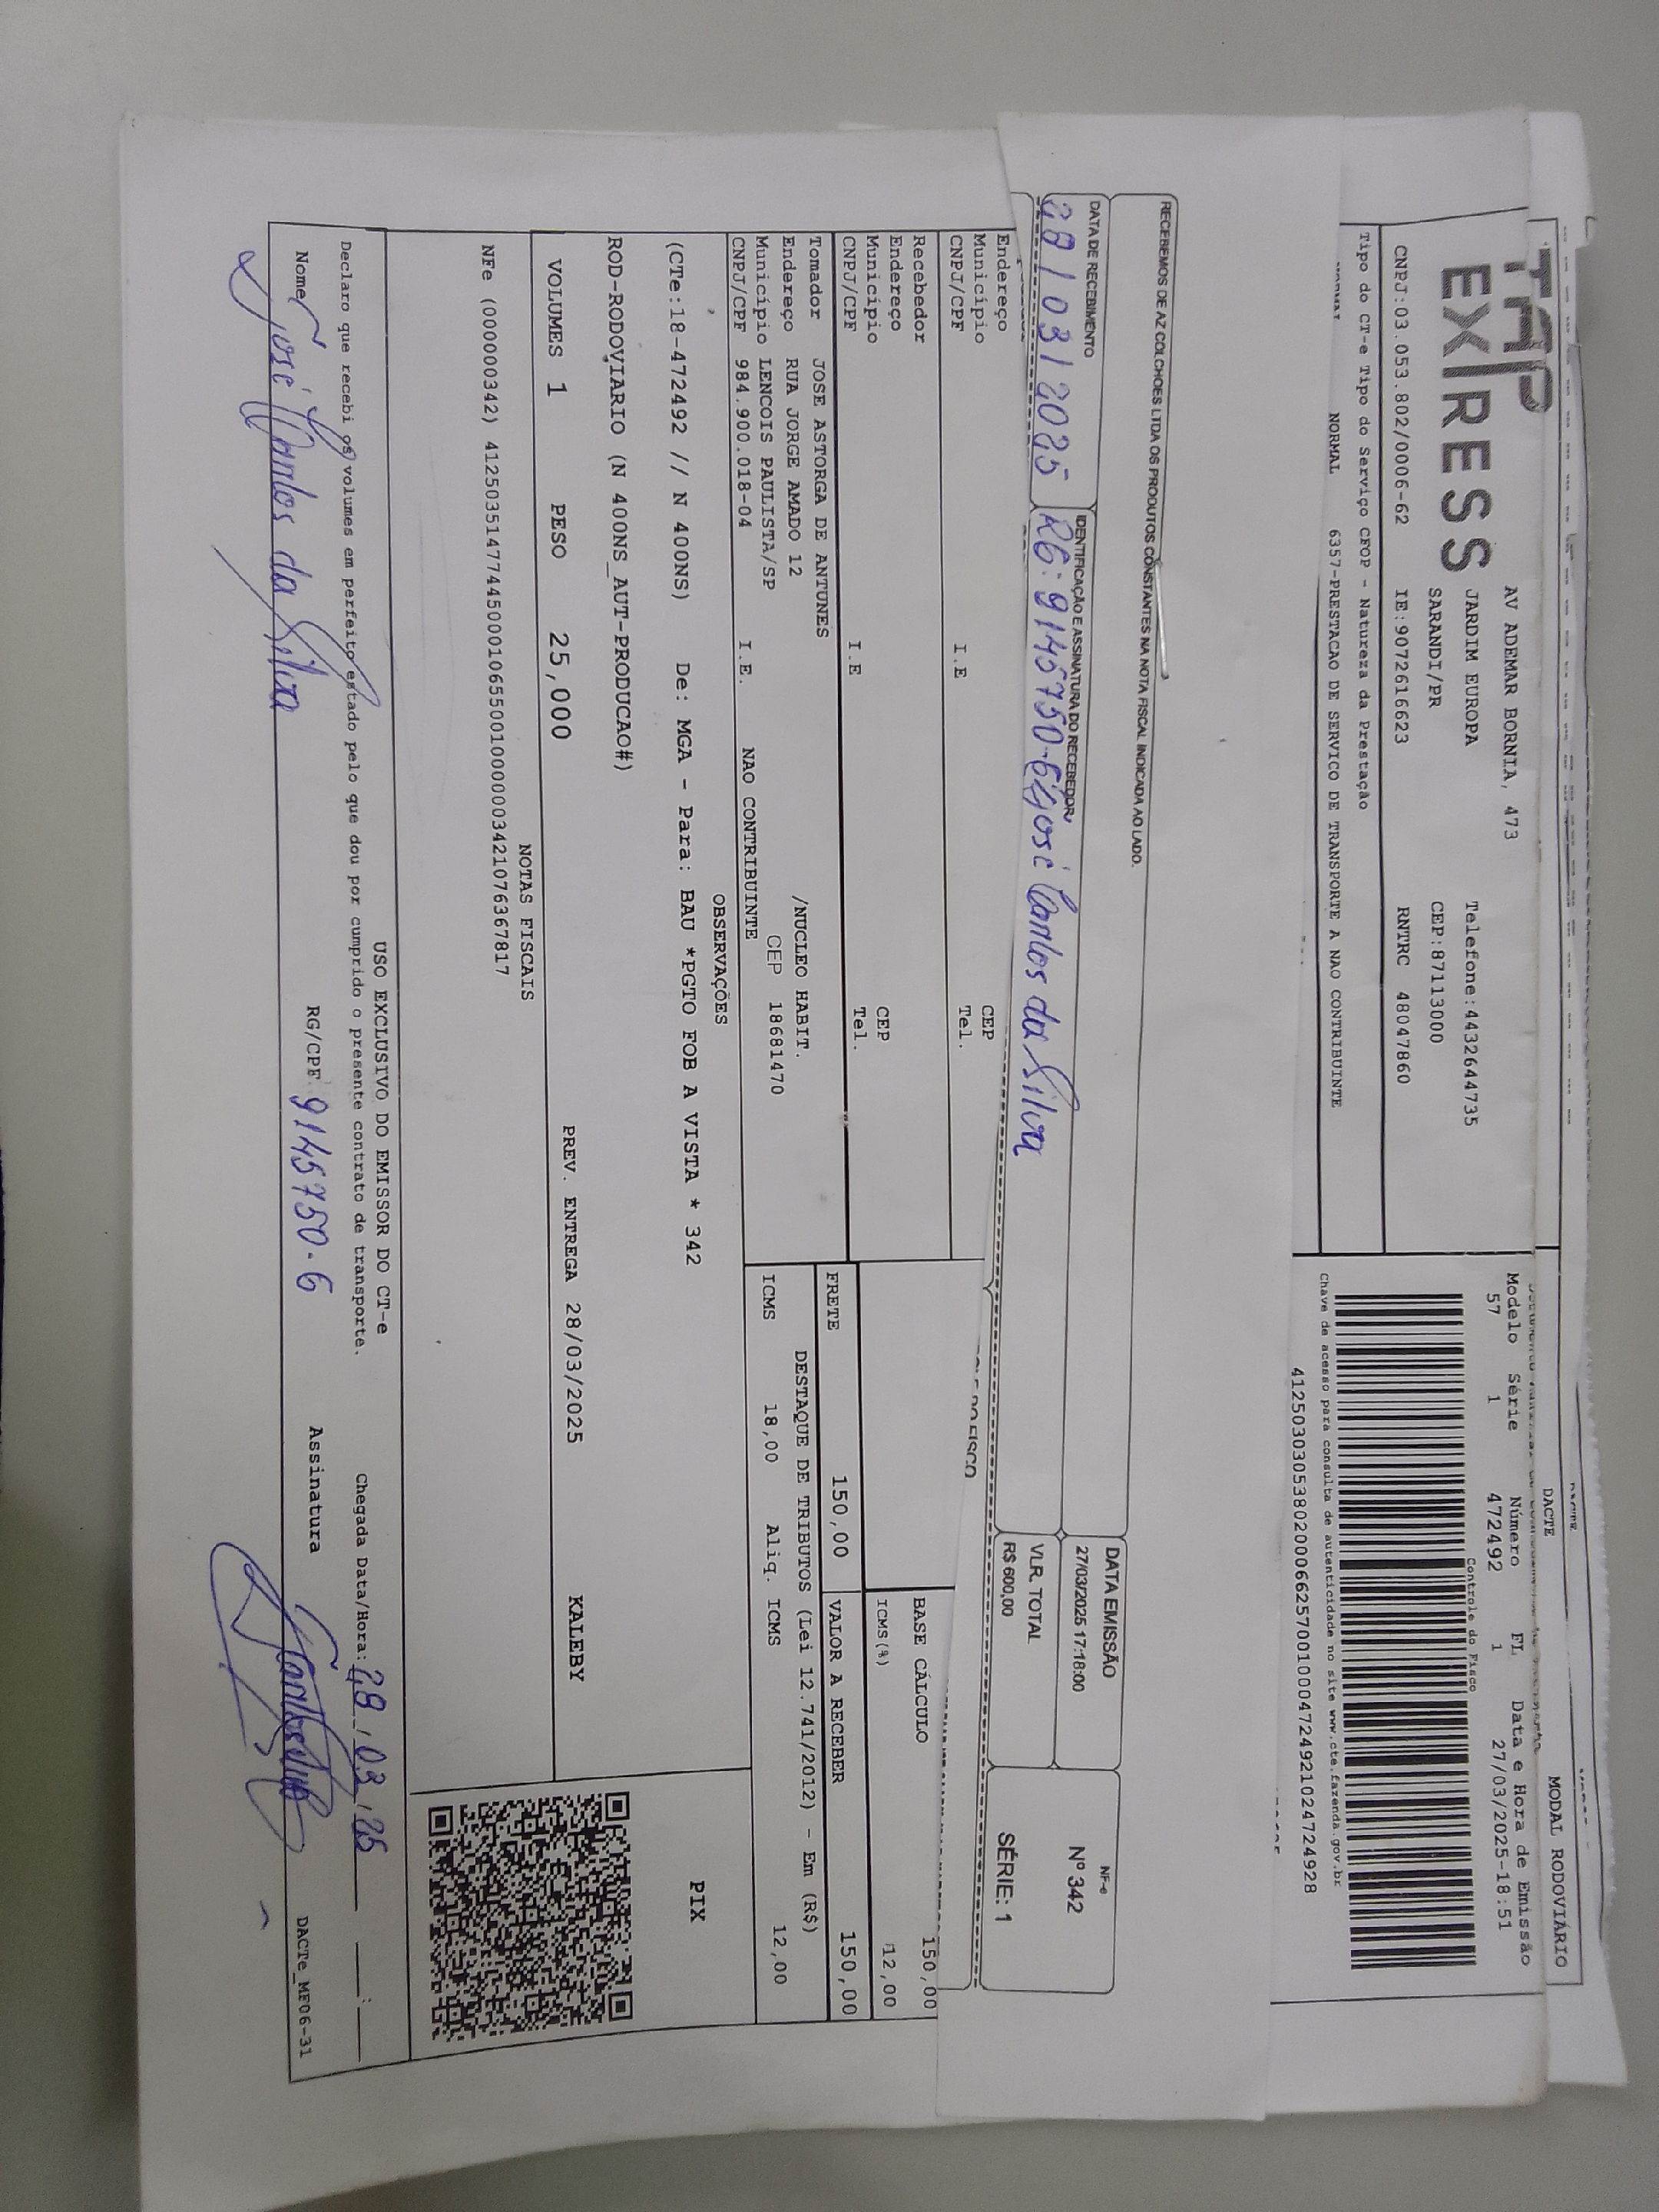 DACTE
MODAL RODOVIÁRIO
TAP
EXPRESS
AV ADEMAR BORNIA, 473
JARDIM EUROPA
Telefone:4432644735
SARANDI/PR
CEP:87113000
CNPJ:03.053.802/0006-62 IE:9072616623 RNTRC 48047860
Modelo Série Número FL Data e Hora de Emissão
57 1 472492 1 27/03/2025-18:51
Controle do Fisco
Tipo do CT-e Tipo do Serviço CFOP - Natureza da Prestação
NORMAL NORMAL 6357-PRESTACAO DE SERVICO DE TRANSPORTE A NAO CONTRIBUINTE
Chave de acesso para consulta de autenticidade no site www.cte.fazenda.gov.br
41250303053802000662570010004724921024724928
RECEBEMOS DE AZ COLCHOES LTDA OS PRODUTOS CONSTANTES NA NOTA FISCAL INDICADA AO LADO.
DATA DE RECEBIMENTO
28/03/2025
IDENTIFICAÇÃO E ASSINATURA DO RECEBEDOR
RG: 9145750-6 José Carlos da Silva
DATA EMISSÃO
27/03/2025 17:18:00
VLR. TOTAL
R$ 600,00
NF-e
Nº 342
SÉRIE: 1
Endereço
Município CEP
CNPJ/CPF I.E Tel.
Recebedor
Endereço
Município CEP
CNPJ/CPF I.E Tel.
BASE CÁLCULO 150,00
ICMS(%) 12,00
FRETE 150,00 VALOR A RECEBER 150,00
Tomador JOSE ASTORGA DE ANTUNES
Endereço RUA JORGE AMADO 12 /NUCLEO HABIT.
Município LENCOIS PAULISTA/SP CEP 18681470
CNPJ/CPF 984.900.018-04 I.E. NAO CONTRIBUINTE
DESTAQUE DE TRIBUTOS (Lei 12.741/2012) - Em (R$)
ICMS 18,00 Aliq. ICMS 12,00
OBSERVAÇÕES
(CTe:18-472492 // N 400NS) De: MGA - Para: BAU *PGTO FOB A VISTA * 342
ROD-RODOVIARIO (N 400NS_AUT-PRODUCAO#)
PIX
VOLUMES 1 PESO 25,000 PREV. ENTREGA 28/03/2025 KALEBY
NOTAS FISCAIS
NFe (000000342) 41250351477445000106550010000003421076367817
USO EXCLUSIVO DO EMISSOR DO CT-e
Declaro que recebi os volumes em perfeito estado pelo que dou por cumprido o presente contrato de transporte.
Chegada Data/Hora: 28/03/25 __:__
Nome José Carlos da Silva RG/CPF 9145750-6 Assinatura
DACTe_MF06-31